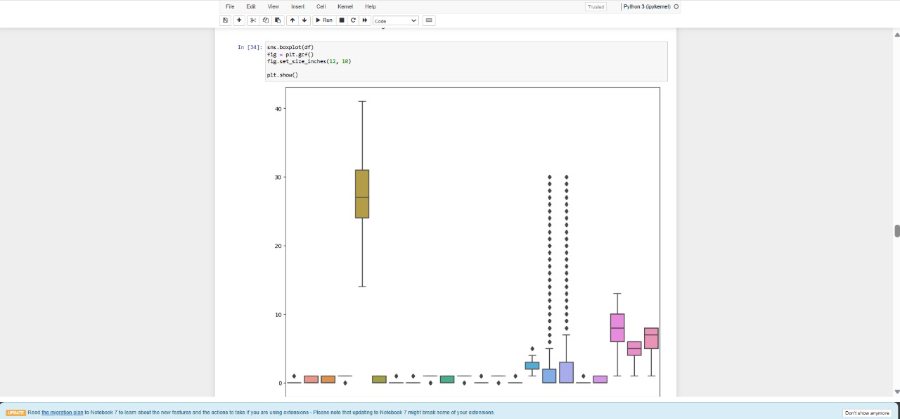 File Edit View Insert Cell Kernel Help
Trusted
Python 3 (ipykernel)
Run
Code
In [34]:
sns.boxplot(df)
fig = plt.gcf()
fig.set_size_inches(12, 10)
plt.show()
40
30
20
10
0
UPDATE Read the migration plan to Notebook 7 to learn about the new features and the actions to take if you are using extensions - Please note that updating to Notebook 7 might break some of your extensions.
Don't show anymore